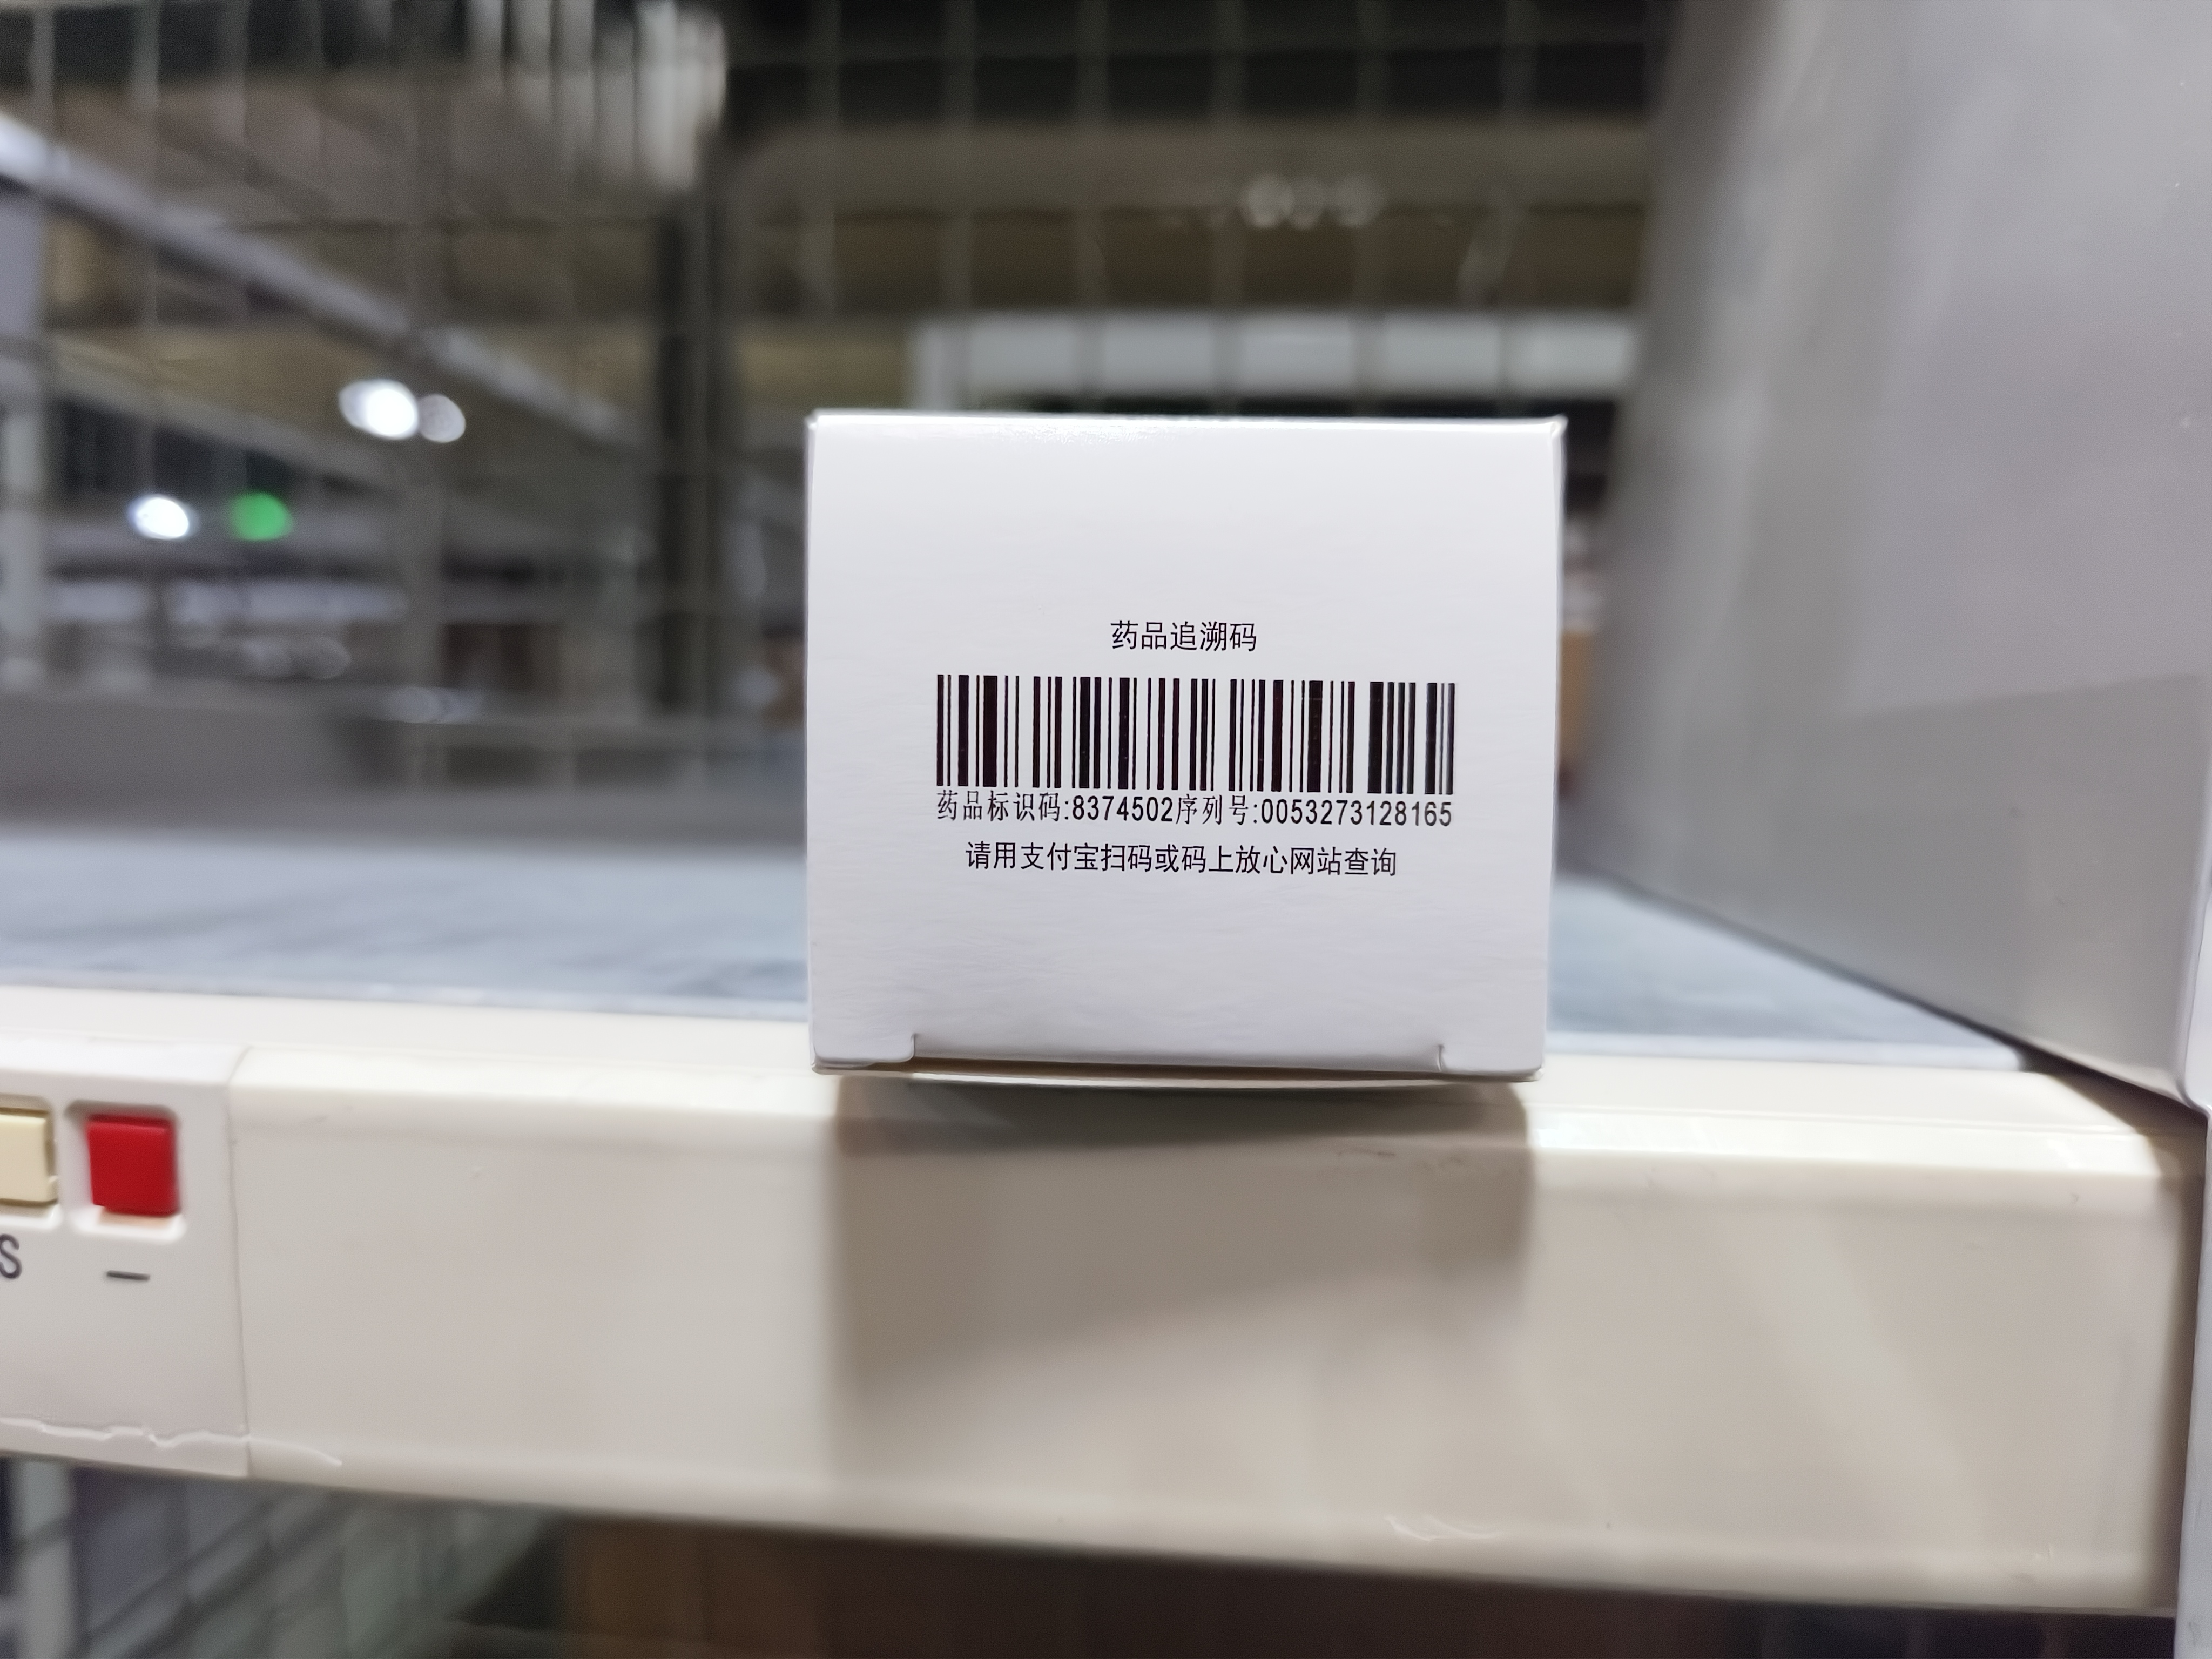 药品追溯码
药品标识码:8374502序列号:0053273128165
请用支付宝扫码或码上放心网站查询
S
—